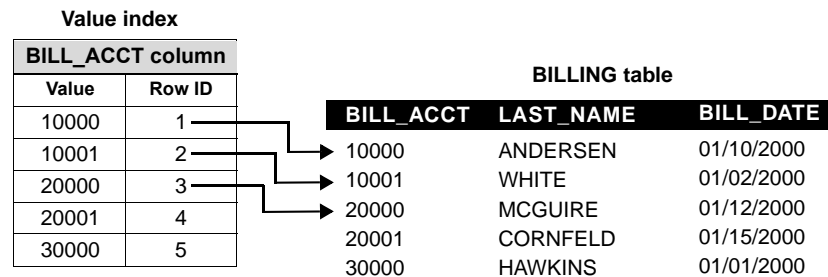 Value index
BILL_ACCT column
Value Row ID
10000 1
10001 2
20000 3
20001 4
30000 5
BILLING table
BILL_ACCT LAST_NAME BILL_DATE
10000 ANDERSEN 01/10/2000
10001 WHITE 01/02/2000
20000 MCGUIRE 01/12/2000
20001 CORNFELD 01/15/2000
30000 HAWKINS 01/01/2000